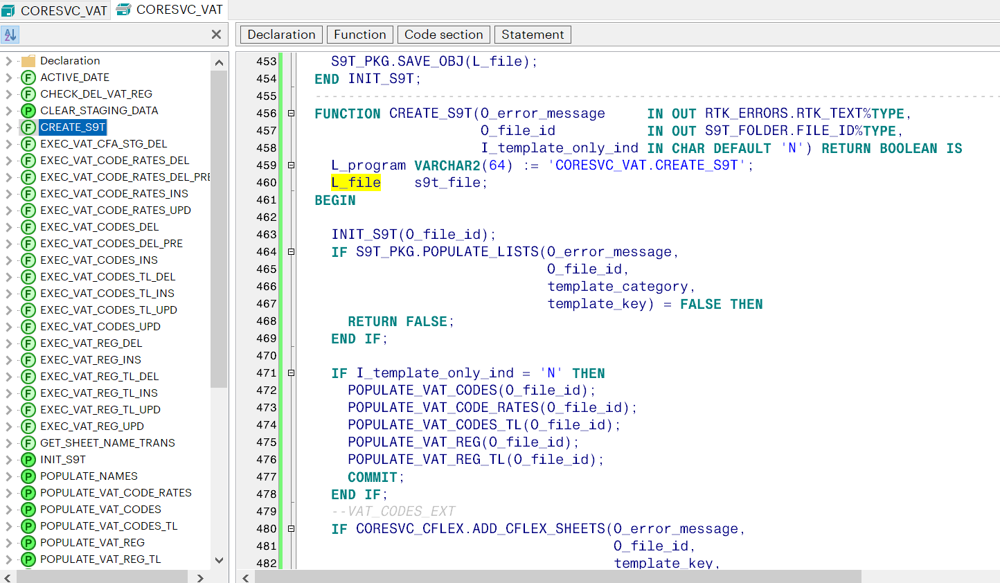 CORESVC_VAT
CORESVC_VAT
Declaration
Function
Code section
Statement
Declaration
ACTIVE_DATE
CHECK_DEL_VAT_REG
CLEAR_STAGING_DATA
CREATE_S9T
EXEC_VAT_CFA_STG_DEL
EXEC_VAT_CODE_RATES_DEL
EXEC_VAT_CODE_RATES_DEL_PRE
EXEC_VAT_CODE_RATES_INS
EXEC_VAT_CODE_RATES_UPD
EXEC_VAT_CODES_DEL
EXEC_VAT_CODES_DEL_PRE
EXEC_VAT_CODES_INS
EXEC_VAT_CODES_TL_DEL
EXEC_VAT_CODES_TL_INS
EXEC_VAT_CODES_TL_UPD
EXEC_VAT_CODES_UPD
EXEC_VAT_REG_DEL
EXEC_VAT_REG_INS
EXEC_VAT_REG_TL_DEL
EXEC_VAT_REG_TL_INS
EXEC_VAT_REG_TL_UPD
EXEC_VAT_REG_UPD
GET_SHEET_NAME_TRANS
INIT_S9T
POPULATE_NAMES
POPULATE_VAT_CODE_RATES
POPULATE_VAT_CODES
POPULATE_VAT_CODES_TL
POPULATE_VAT_REG
POPULATE_VAT_REG_TL
453 S9T_PKG.SAVE_OBJ(L_file);
454 END INIT_S9T;
455 --------------------------------------------------------------------------------
456 FUNCTION CREATE_S9T(O_error_message IN OUT RTK_ERRORS.RTK_TEXT%TYPE,
457 O_file_id IN OUT S9T_FOLDER.FILE_ID%TYPE,
458 I_template_only_ind IN CHAR DEFAULT 'N') RETURN BOOLEAN IS
459 L_program VARCHAR2(64) := 'CORESVC_VAT.CREATE_S9T';
460 L_file s9t_file;
461 BEGIN
462
463 INIT_S9T(O_file_id);
464 IF S9T_PKG.POPULATE_LISTS(O_error_message,
465 O_file_id,
466 template_category,
467 template_key) = FALSE THEN
468 RETURN FALSE;
469 END IF;
470
471 IF I_template_only_ind = 'N' THEN
472 POPULATE_VAT_CODES(O_file_id);
473 POPULATE_VAT_CODE_RATES(O_file_id);
474 POPULATE_VAT_CODES_TL(O_file_id);
475 POPULATE_VAT_REG(O_file_id);
476 POPULATE_VAT_REG_TL(O_file_id);
477 COMMIT;
478 END IF;
479 --VAT_CODES_EXT
480 IF CORESVC_CFLEX.ADD_CFLEX_SHEETS(O_error_message,
481 O_file_id,
482 template_key,